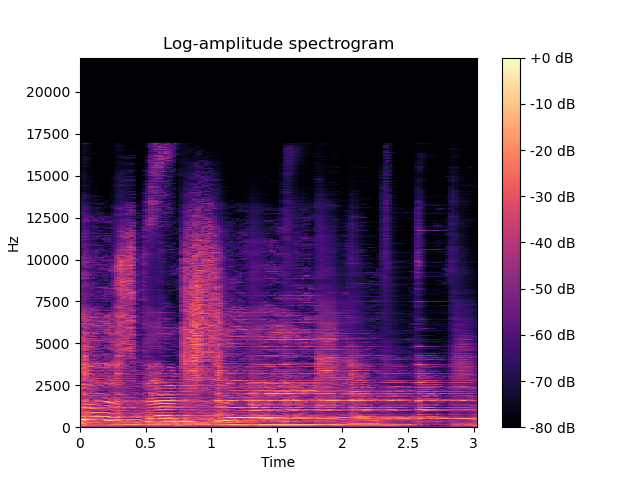 Log-amplitude spectrogram
Hz
20000
17500
15000
12500
10000
7500
5000
2500
0
0
0.5
1
1.5
2
2.5
3
Time
+0 dB
-10 dB
-20 dB
-30 dB
-40 dB
-50 dB
-60 dB
-70 dB
-80 dB